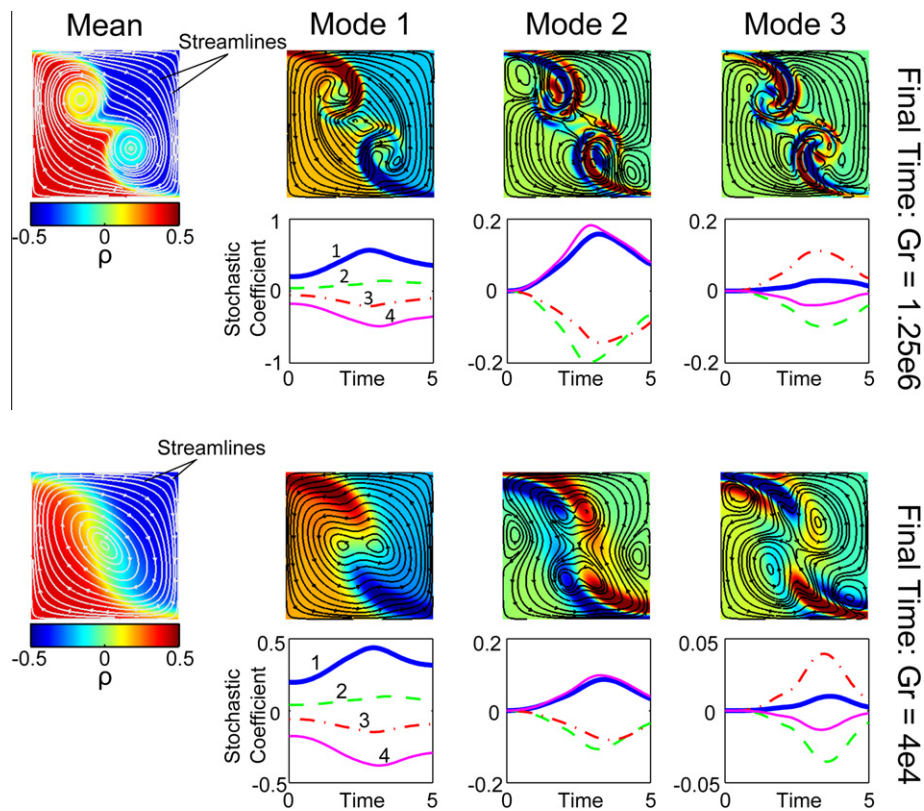 Mean
Mode 1
Mode 2
Mode 3
Streamlines
-0.5
0.5
ρ
Stochastic
Coefficient
1
0
-1
1
2
3
4
0
Time
5
0.2
0
-0.2
0
Time
5
0.2
0
-0.2
0
Time
5
Final Time: Gr = 1.25e6
Streamlines
-0.5
0.5
ρ
Stochastic
Coefficient
0.5
0
-0.5
1
2
3
4
0
Time
5
0.2
0
-0.2
0
Time
5
0.05
0
-0.05
0
Time
5
Final Time: Gr = 4e4